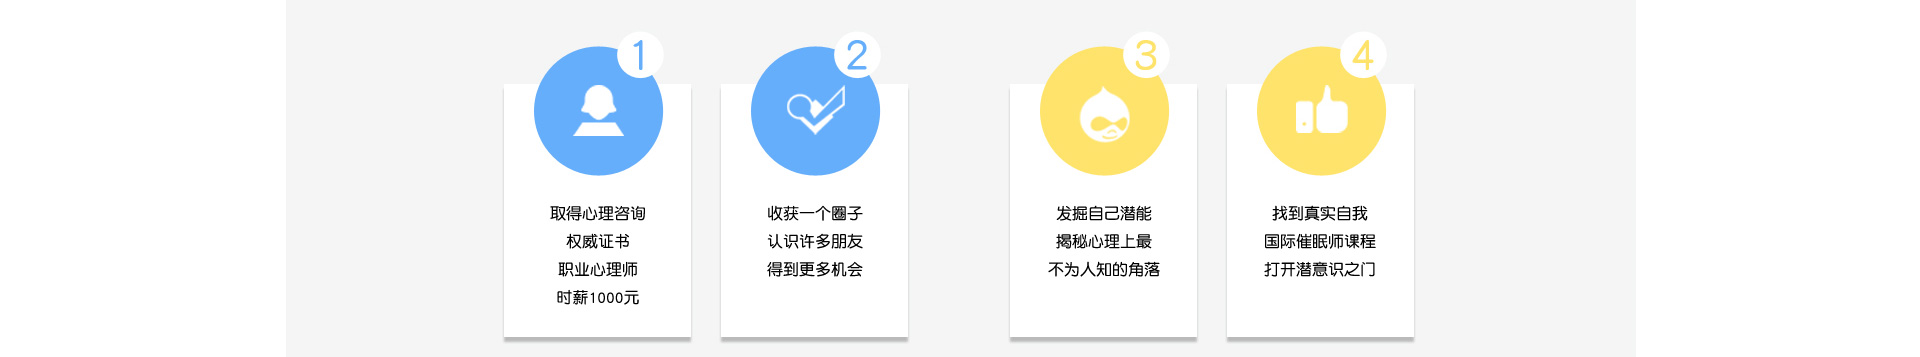 1
取得心理咨询
权威证书
职业心理师
时薪1000元
2
收获一个圈子
认识许多朋友
得到更多机会
3
发掘自己潜能
揭秘心理上最
不为人知的角落
4
找到真实自我
国际催眠师课程
打开潜意识之门